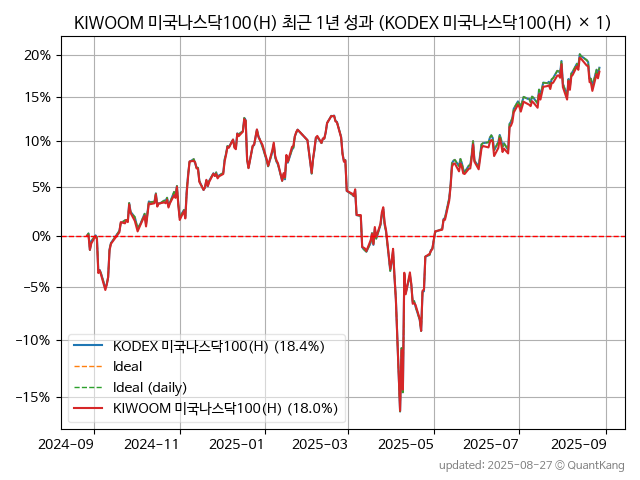 KIWOOM 미국나스닥100(H) 최근 1년 성과 (KODEX 미국나스닥100(H) × 1)
20%
15%
10%
5%
0%
−5%
−10%
−15%
KODEX 미국나스닥100(H) (18.4%)
Ideal
Ideal (daily)
KIWOOM 미국나스닥100(H) (18.0%)
2024-09 2024-11 2025-01 2025-03 2025-05 2025-07 2025-09
updated: 2025-08-27 © QuantKang